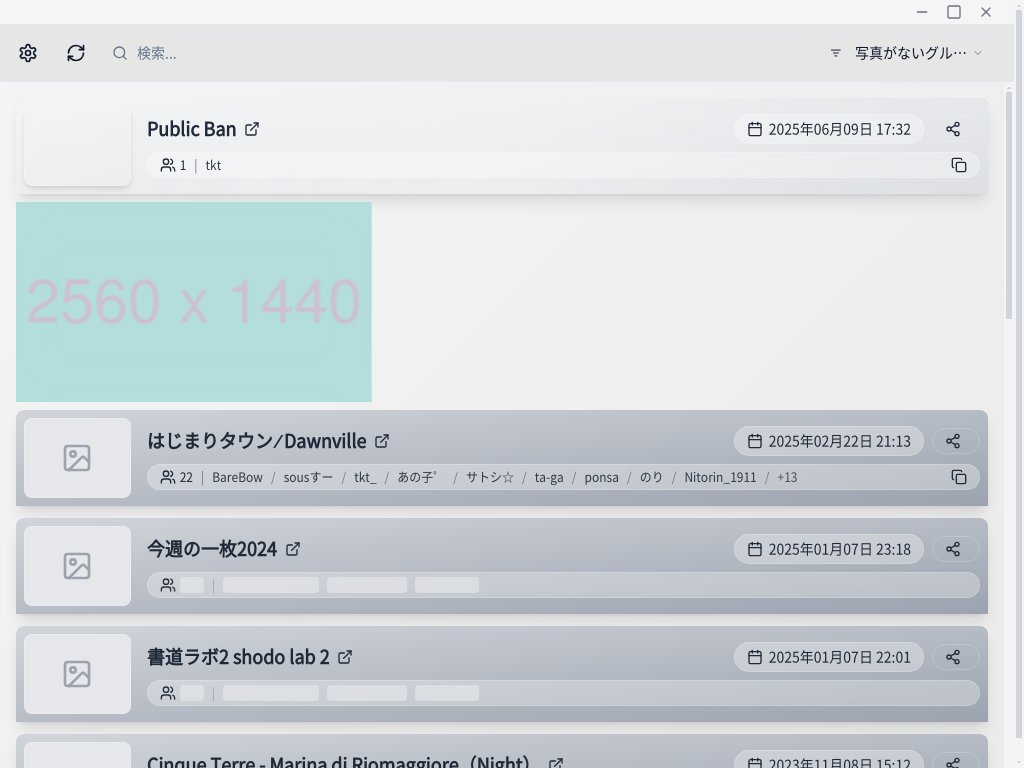 検索...
写真がないグル…
Public Ban
2025年06月09日 17:32
1 | tkt
2560 x 1440
はじまりタウン⁄Dawnville
2025年02月22日 21:13
22 | BareBow / sousすー / tkt_ / あの子゜ / サトシ☆ / ta-ga / ponsa / のり / Nitorin_1911 / +13
今週の一枚2024
2025年01月07日 23:18
書道ラボ2 shodo lab 2
2025年01月07日 22:01
Cinque Terre - Marina di Riomaggiore（Night）
2023年11月08日 15:12